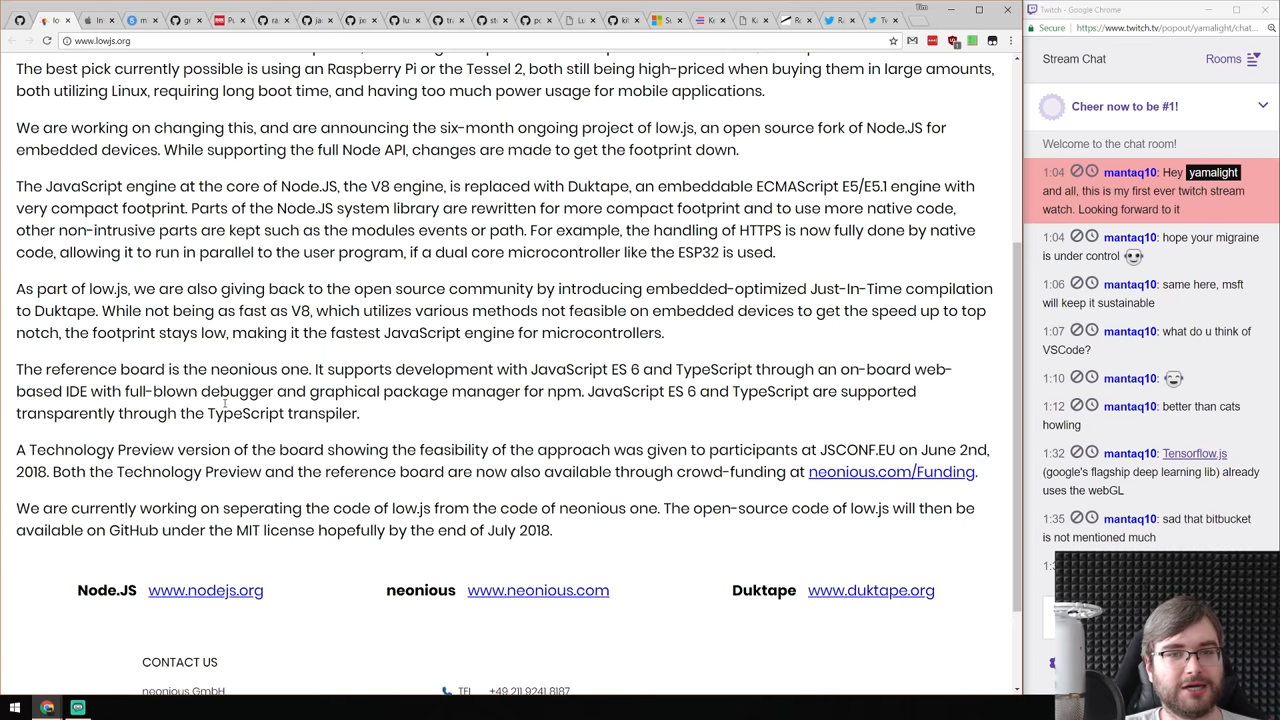 Tim
Twitch - Google Chrome
www.lowjs.org
Secure
https://www.twitch.tv/popout/yamalight/chat...
The best pick currently possible is using an Raspberry Pi or the Tessel 2, both still being high-priced when buying them in large amounts,
both utilizing Linux, requiring long boot time, and having too much power usage for mobile applications.
We are working on changing this, and are announcing the six-month ongoing project of low.js, an open source fork of Node.JS for
embedded devices. While supporting the full Node API, changes are made to get the footprint down.
The JavaScript engine at the core of Node.JS, the V8 engine, is replaced with Duktape, an embeddable ECMAScript E5/E5.1 engine with
very compact footprint. Parts of the Node.JS system library are rewritten for more compact footprint and to use more native code,
other non-intrusive parts are kept such as the modules events or path. For example, the handling of HTTPS is now fully done by native
code, allowing it to run in parallel to the user program, if a dual core microcontroller like the ESP32 is used.
As part of low.js, we are also giving back to the open source community by introducing embedded-optimized Just-In-Time compilation
to Duktape. While not being as fast as V8, which utilizes various methods not feasible on embedded devices to get the speed up to top
notch, the footprint stays low, making it the fastest JavaScript engine for microcontrollers.
The reference board is the neonious one. It supports development with JavaScript ES 6 and TypeScript through an on-board web-
based IDE with full-blown debugger and graphical package manager for npm. JavaScript ES 6 and TypeScript are supported
transparently through the TypeScript transpiler.
A Technology Preview version of the board showing the feasibility of the approach was given to participants at JSCONF.EU on June 2nd,
2018. Both the Technology Preview and the reference board are now also available through crowd-funding at neonious.com/Funding.
We are currently working on seperating the code of low.js from the code of neonious one. The open-source code of low.js will then be
available on GitHub under the MIT license hopefully by the end of July 2018.
Node.JS www.nodejs.org
neonious www.neonious.com
Duktape www.duktape.org
CONTACT US
neonious GmbH
TEL +49 211 9241 8187
Stream Chat
Rooms
Cheer now to be #1!
Welcome to the chat room!
1:04 mantaq10: Hey yamalight
and all, this is my first ever twitch stream
watch. Looking forward to it
1:04 mantaq10: hope your migraine
is under control
1:06 mantaq10: same here, msft
will keep it sustainable
1:07 mantaq10: what do u think of
VSCode?
1:10 mantaq10:
1:12 mantaq10: better than cats
howling
1:32 mantaq10: Tensorflow.js
(google's flagship deep learning lib) already
uses the webGL
1:35 mantaq10: sad that bitbucket
is not mentioned much